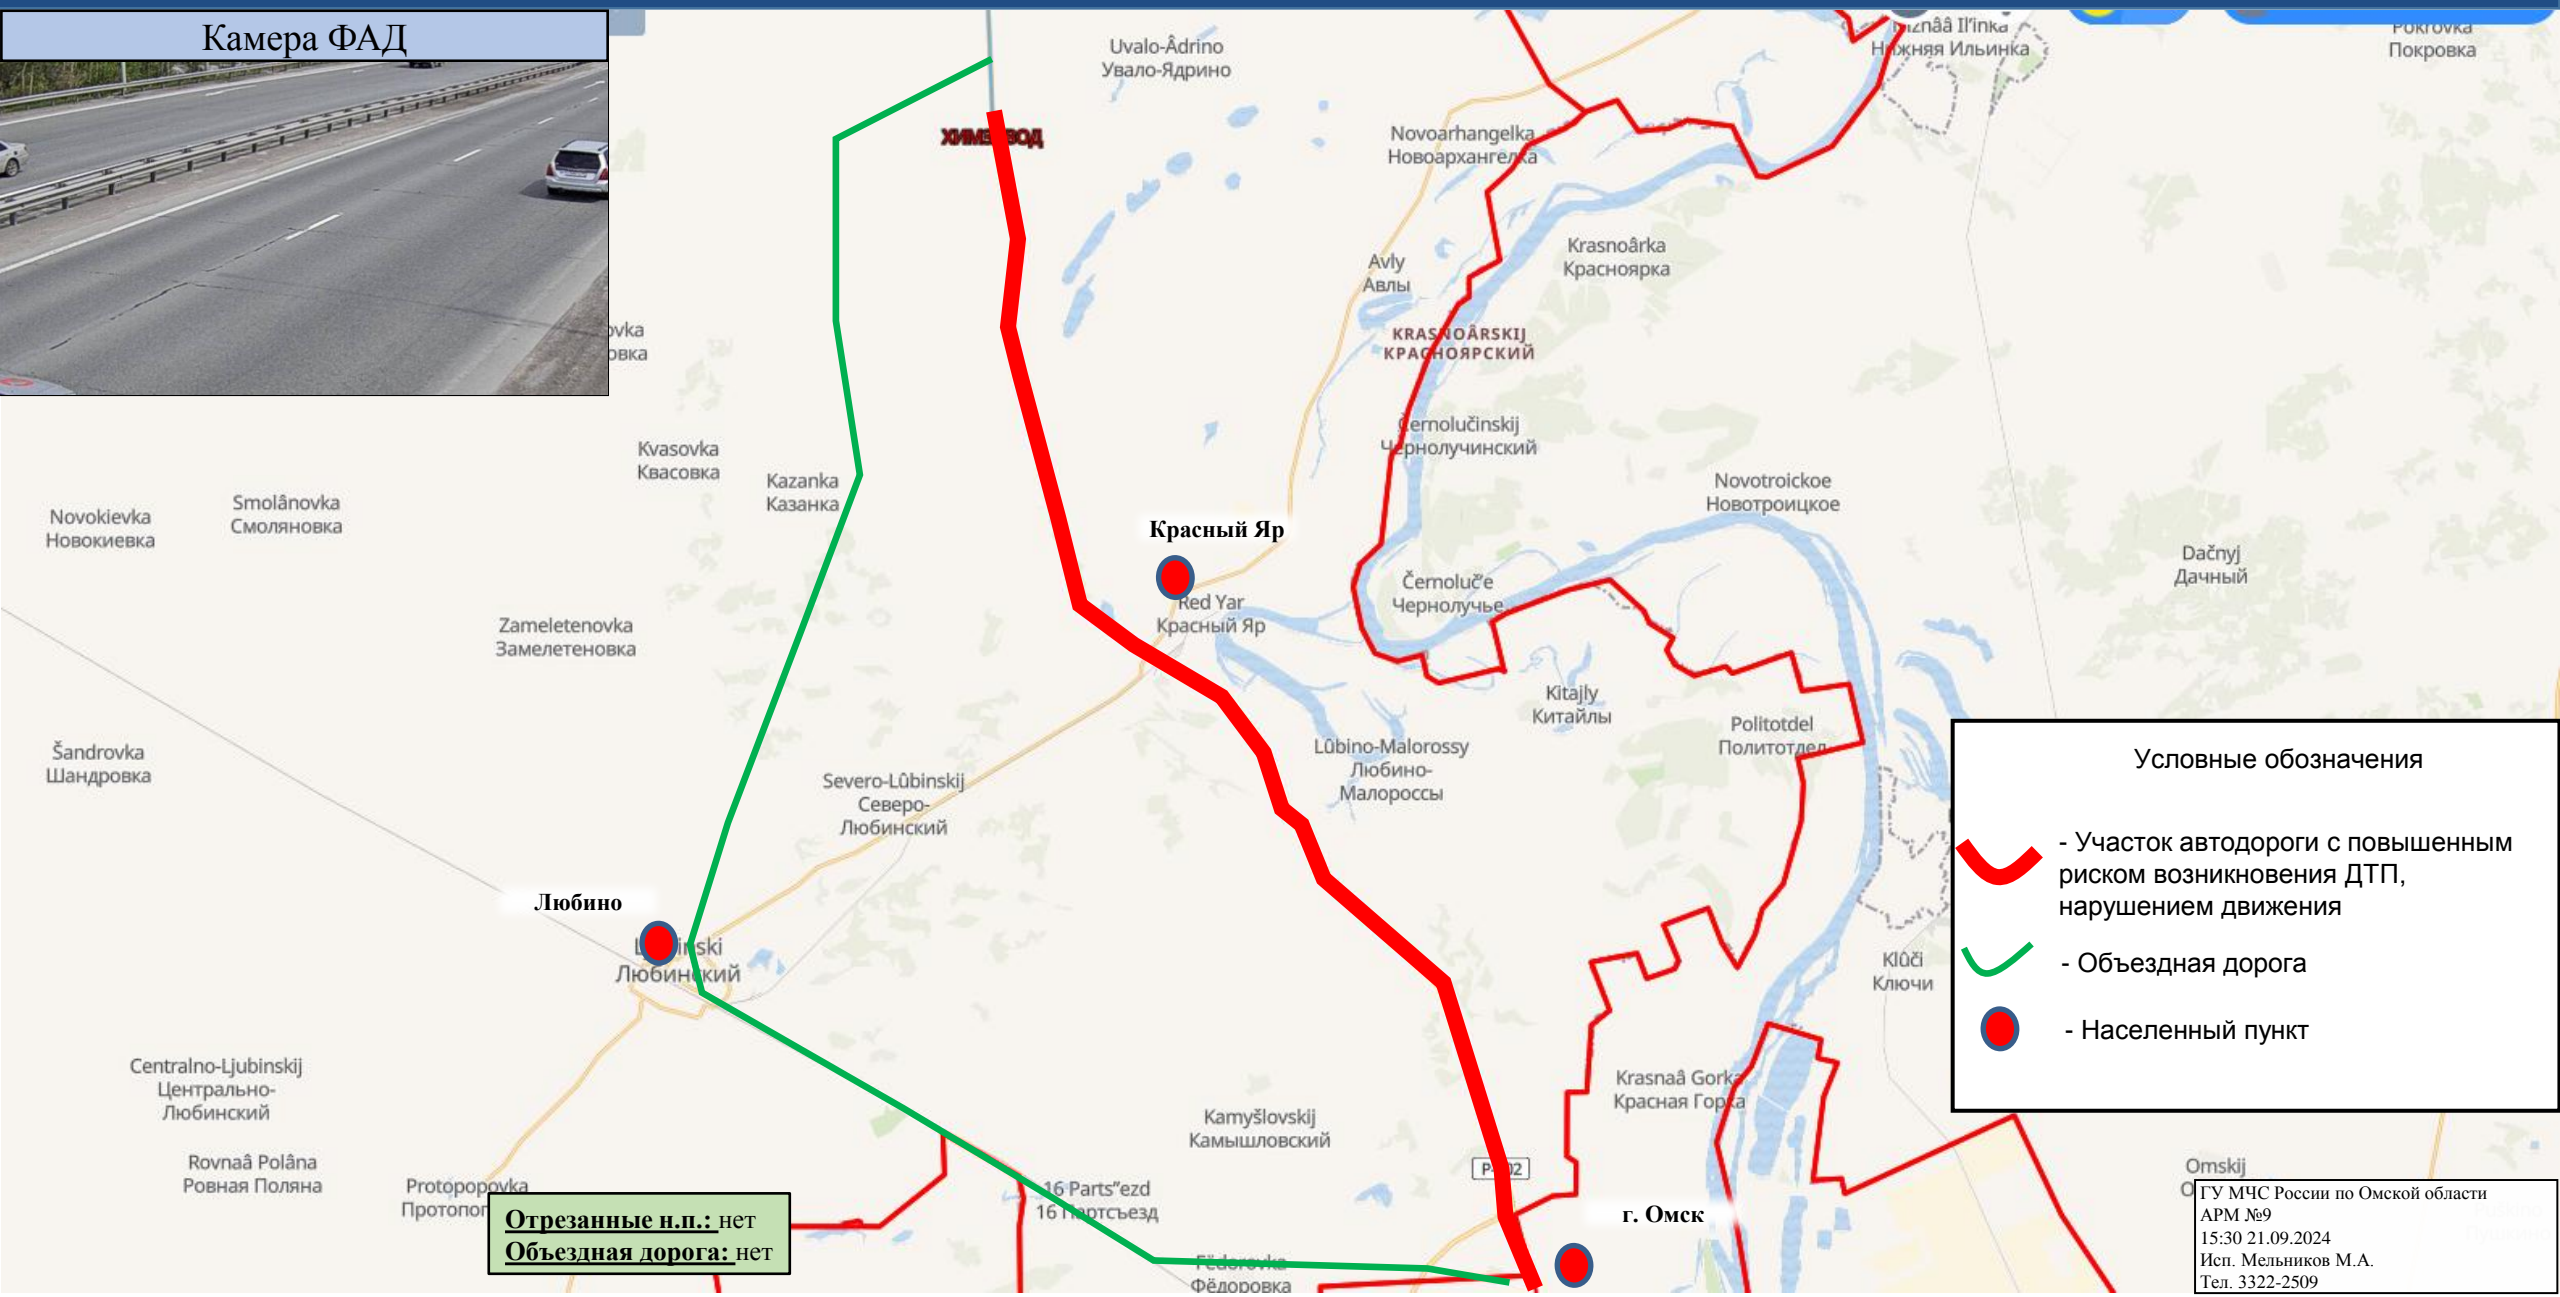 Камера ФАД
Uvalo-Âdrino
Увало-Ядрино
Нижняя Ильинка
Pokrovka
Покровка
ХИМЗАВОД
Novoarhangelka
Новоархангелка
Krasnoârka
Красноярка
Avly
Авлы
KRASNOÂRSKIJ
КРАСНОЯРСКИЙ
Černolučinskij
Чернолучинский
Kvasovka
Квасовка
Kazanka
Казанка
Smolânovka
Смоляновка
Novokievka
Новокиевка
Novotroickoe
Новотроицкое
Красный Яр
Red Yar
Красный Яр
Dačnyj
Дачный
Černoluč'e
Чернолучье
Zameletenovka
Замелетеновка
Kitajly
Китайлы
Politotdel
Политотдел
Šandrovka
Шандровка
Lûbino-Malorossy
Любино-
Малороссы
Severo-Lûbinskij
Северо-
Любинский
Условные обозначения
- Участок автодороги с повышенным
риском возникновения ДТП,
нарушением движения
- Объездная дорога
- Населенный пункт
Любино
Любинский
Klûči
Ключи
Centralno-Ljubinskij
Центрально-
Любинский
Krasnaâ Gorka
Красная Горка
Kamyšlovskij
Камышловский
Rovnaâ Polâna
Ровная Поляна
Protopopovka
16 Parts"ezd
16 Партсъезд
Omskij
Отрезанные н.п.: нет
Объездная дорога: нет
г. Омск
Fëdorovka
Фёдоровка
ГУ МЧС России по Омской области
АРМ №9
15:30 21.09.2024
Исп. Мельников М.А.
Тел. 3322-2509